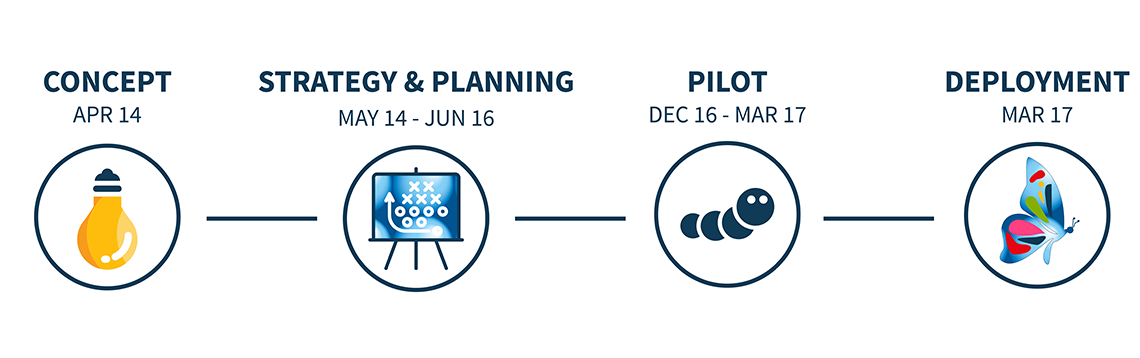 CONCEPT
APR 14
STRATEGY & PLANNING
MAY 14 - JUN 16
PILOT
DEC 16 - MAR 17
DEPLOYMENT
MAR 17